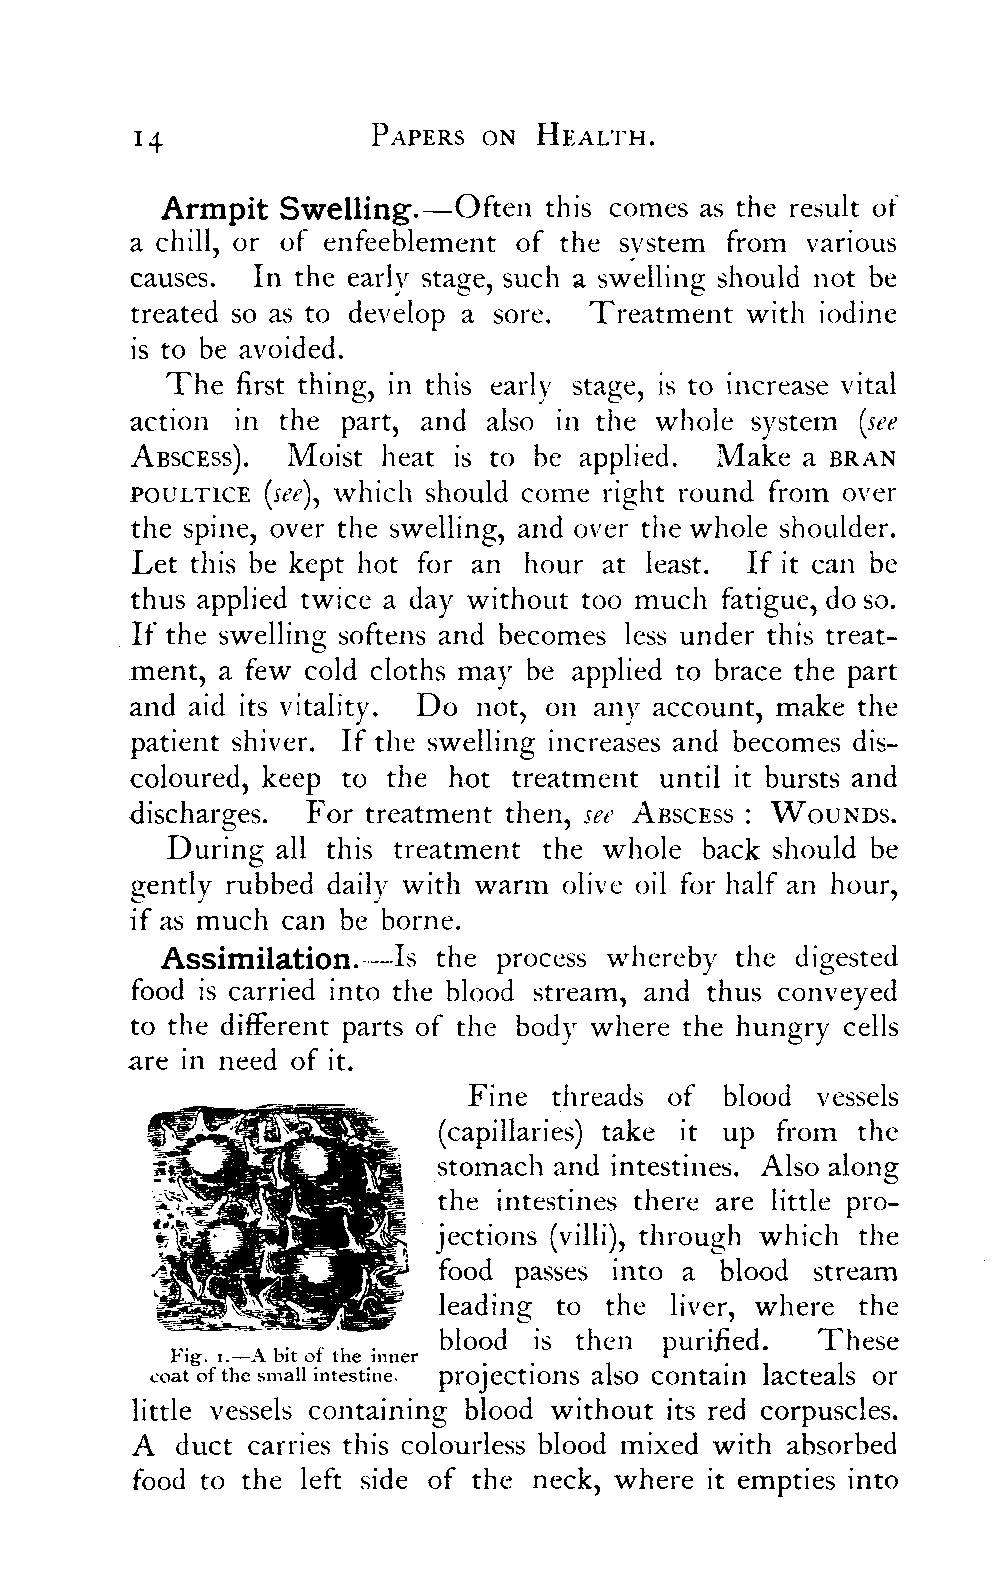 14 PAPERS ON HEALTH.
Armpit Swelling.—Often this comes as the result of
a chill, or of enfeeblement of the system from various
causes. In the early stage, such a swelling should not be
treated so as to develop a sore. Treatment with iodine
is to be avoided.
The first thing, in this early stage, is to increase vital
action in the part, and also in the whole system (see
ABSCESS). Moist heat is to be applied. Make a BRAN
POULTICE (see), which should come right round from over
the spine, over the swelling, and over the whole shoulder.
Let this be kept hot for an hour at least. If it can be
thus applied twice a day without too much fatigue, do so.
If the swelling softens and becomes less under this treat-
ment, a few cold cloths may be applied to brace the part
and aid its vitality. Do not, on any account, make the
patient shiver. If the swelling increases and becomes dis-
coloured, keep to the hot treatment until it bursts and
discharges. For treatment then, see ABSCESS : WOUNDS.
During all this treatment the whole back should be
gently rubbed daily with warm olive oil for half an hour,
if as much can be borne.
Assimilation.—Is the process whereby the digested
food is carried into the blood stream, and thus conveyed
to the different parts of the body where the hungry cells
are in need of it.
Fine threads of blood vessels
(capillaries) take it up from the
stomach and intestines. Also along
the intestines there are little pro-
jections (villi), through which the
food passes into a blood stream
leading to the liver, where the
blood is then purified. These
projections also contain lacteals or
Fig. 1.—A bit of the inner
coat of the small intestine.
little vessels containing blood without its red corpuscles.
A duct carries this colourless blood mixed with absorbed
food to the left side of the neck, where it empties into